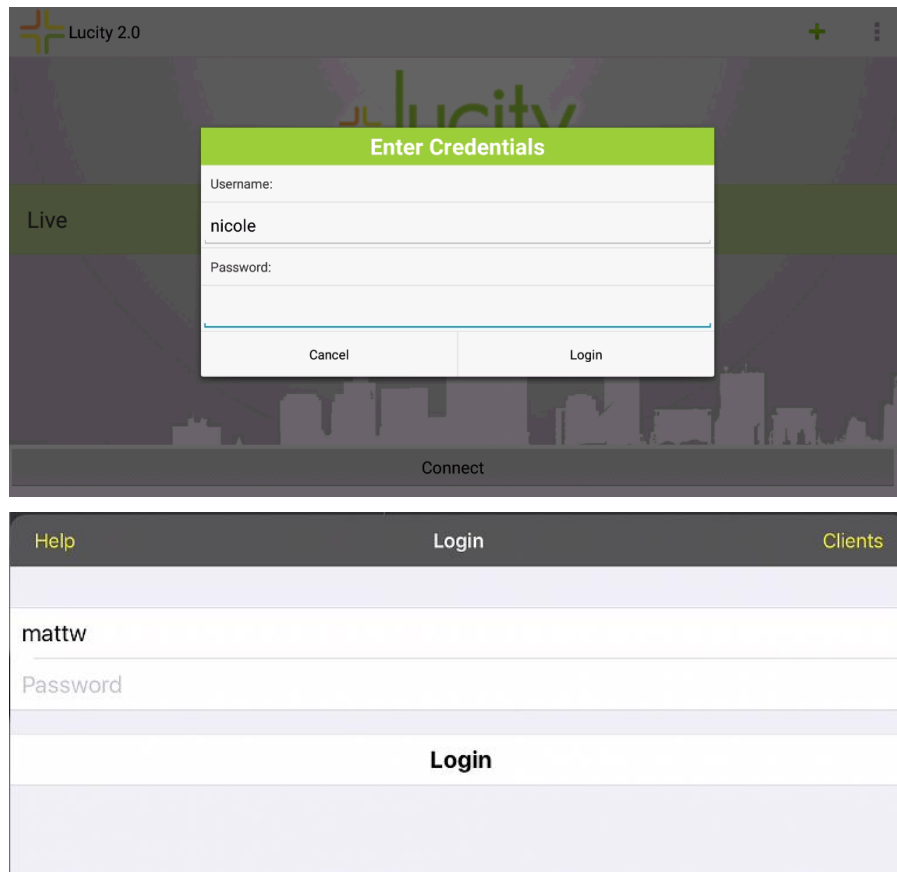 Lucity 2.0
lucity
Enter Credentials
Username:
Live
nicole
Password:
Cancel Login
Connect
Help Login Clients
mattw
Password
Login